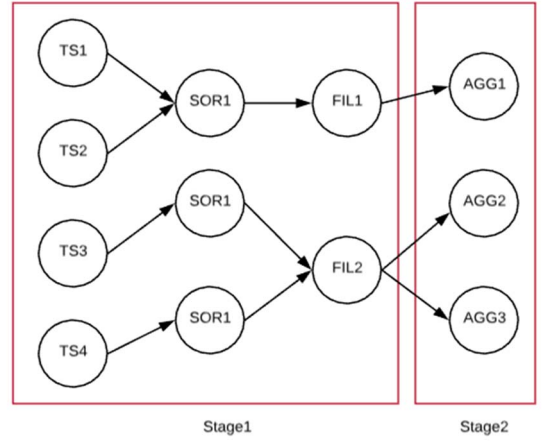 TS1
TS2
TS3
TS4
SOR1
SOR1
SOR1
FIL1
FIL2
AGG1
AGG2
AGG3
Stage1
Stage2